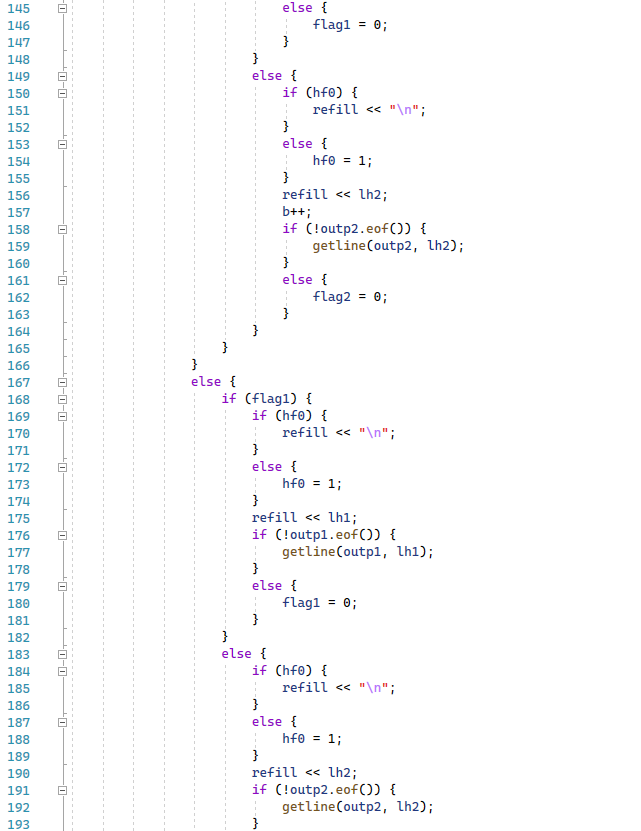 145 else {
146 flag1 = 0;
147 }
148 }
149 else {
150 if (hf0) {
151 refill << "\n";
152 }
153 else {
154 hf0 = 1;
155 }
156 refill << lh2;
157 b++;
158 if (!outp2.eof()) {
159 getline(outp2, lh2);
160 }
161 else {
162 flag2 = 0;
163 }
164 }
165 }
166 }
167 else {
168 if (flag1) {
169 if (hf0) {
170 refill << "\n";
171 }
172 else {
173 hf0 = 1;
174 }
175 refill << lh1;
176 if (!outp1.eof()) {
177 getline(outp1, lh1);
178 }
179 else {
180 flag1 = 0;
181 }
182 }
183 else {
184 if (hf0) {
185 refill << "\n";
186 }
187 else {
188 hf0 = 1;
189 }
190 refill << lh2;
191 if (!outp2.eof()) {
192 getline(outp2, lh2);
193 }